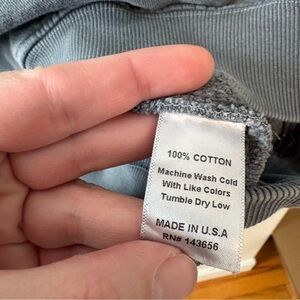 100% COTTON
Machine Wash Cold
With Like Colors
Tumble Dry Low
MADE IN U.S.A
RN# 143656